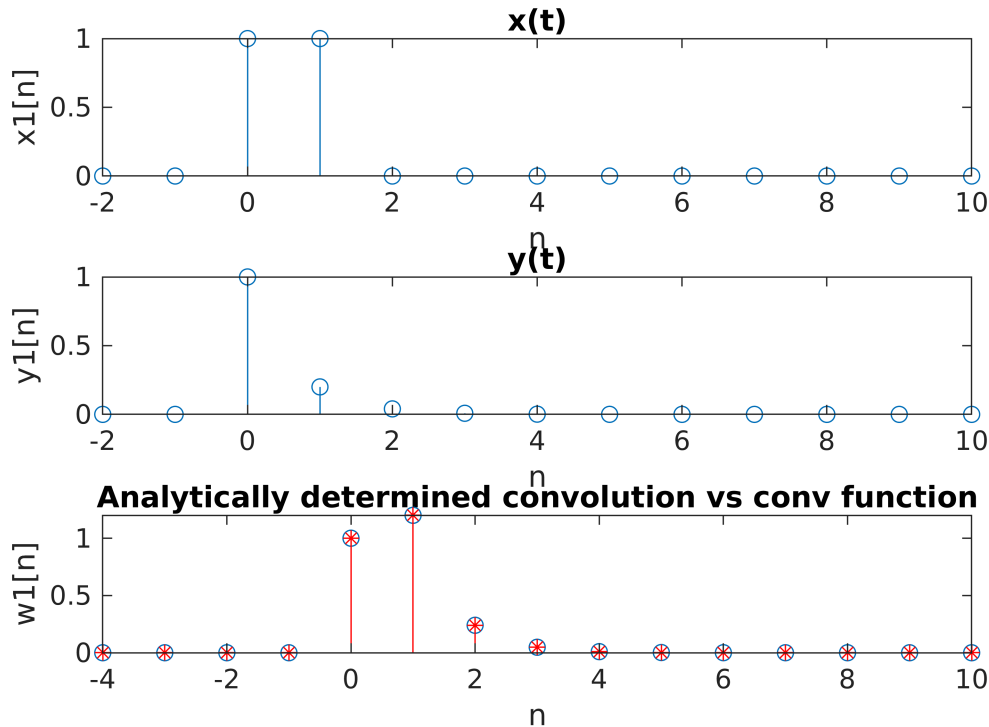 x(t)
x1[n]
1
0.5
0
-2 0 2 4 6 8 10
n
y(t)
y1[n]
1
0.5
0
-2 0 2 4 6 8 10
n
Analytically determined convolution vs conv function
w1[n]
1
0.5
0
-4 -2 0 2 4 6 8 10
n